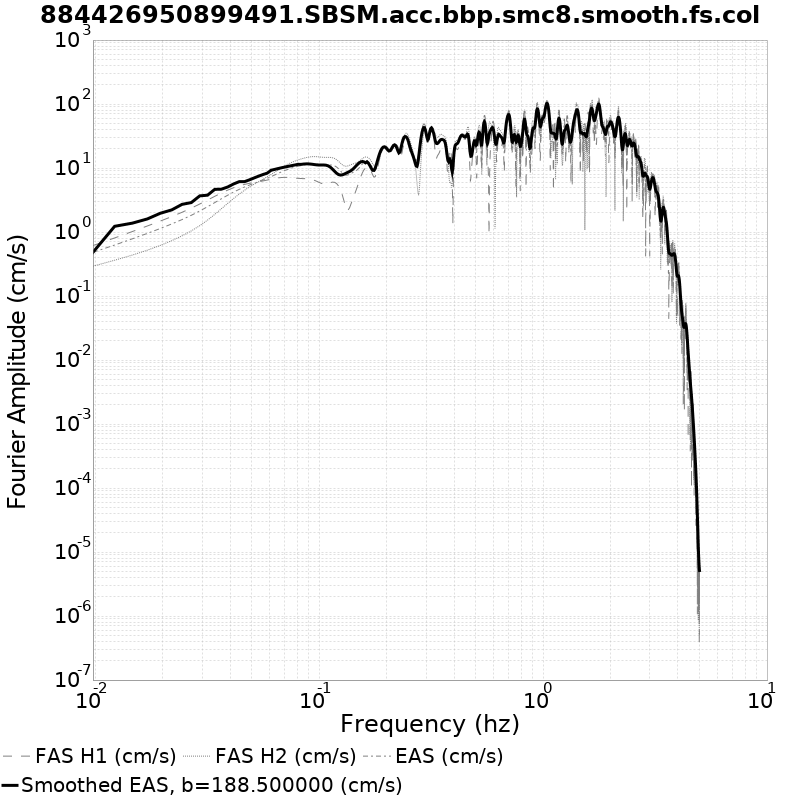 884426950899491.SBSM.acc.bbp.smc8.smooth.fs.col
10^3
10^2
10^1
10^0
10^-1
10^-2
10^-3
10^-4
10^-5
10^-6
10^-7
Fourier Amplitude (cm/s)
10^-2 10^-1 10^0 10^1
Frequency (hz)
FAS H1 (cm/s) FAS H2 (cm/s) EAS (cm/s)
Smoothed EAS, b=188.500000 (cm/s)